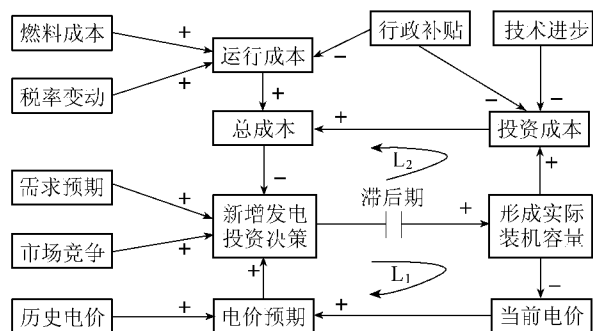 燃料成本
+
运行成本
行政补贴
技术进步
税率变动
+
−
+
−
−
总成本
+
投资成本
−
L2
+
需求预期
+
新增发电
投资决策
滞后期
+
形成实际
装机容量
市场竞争
+
+
L1
−
历史电价
+
电价预期
+
当前电价